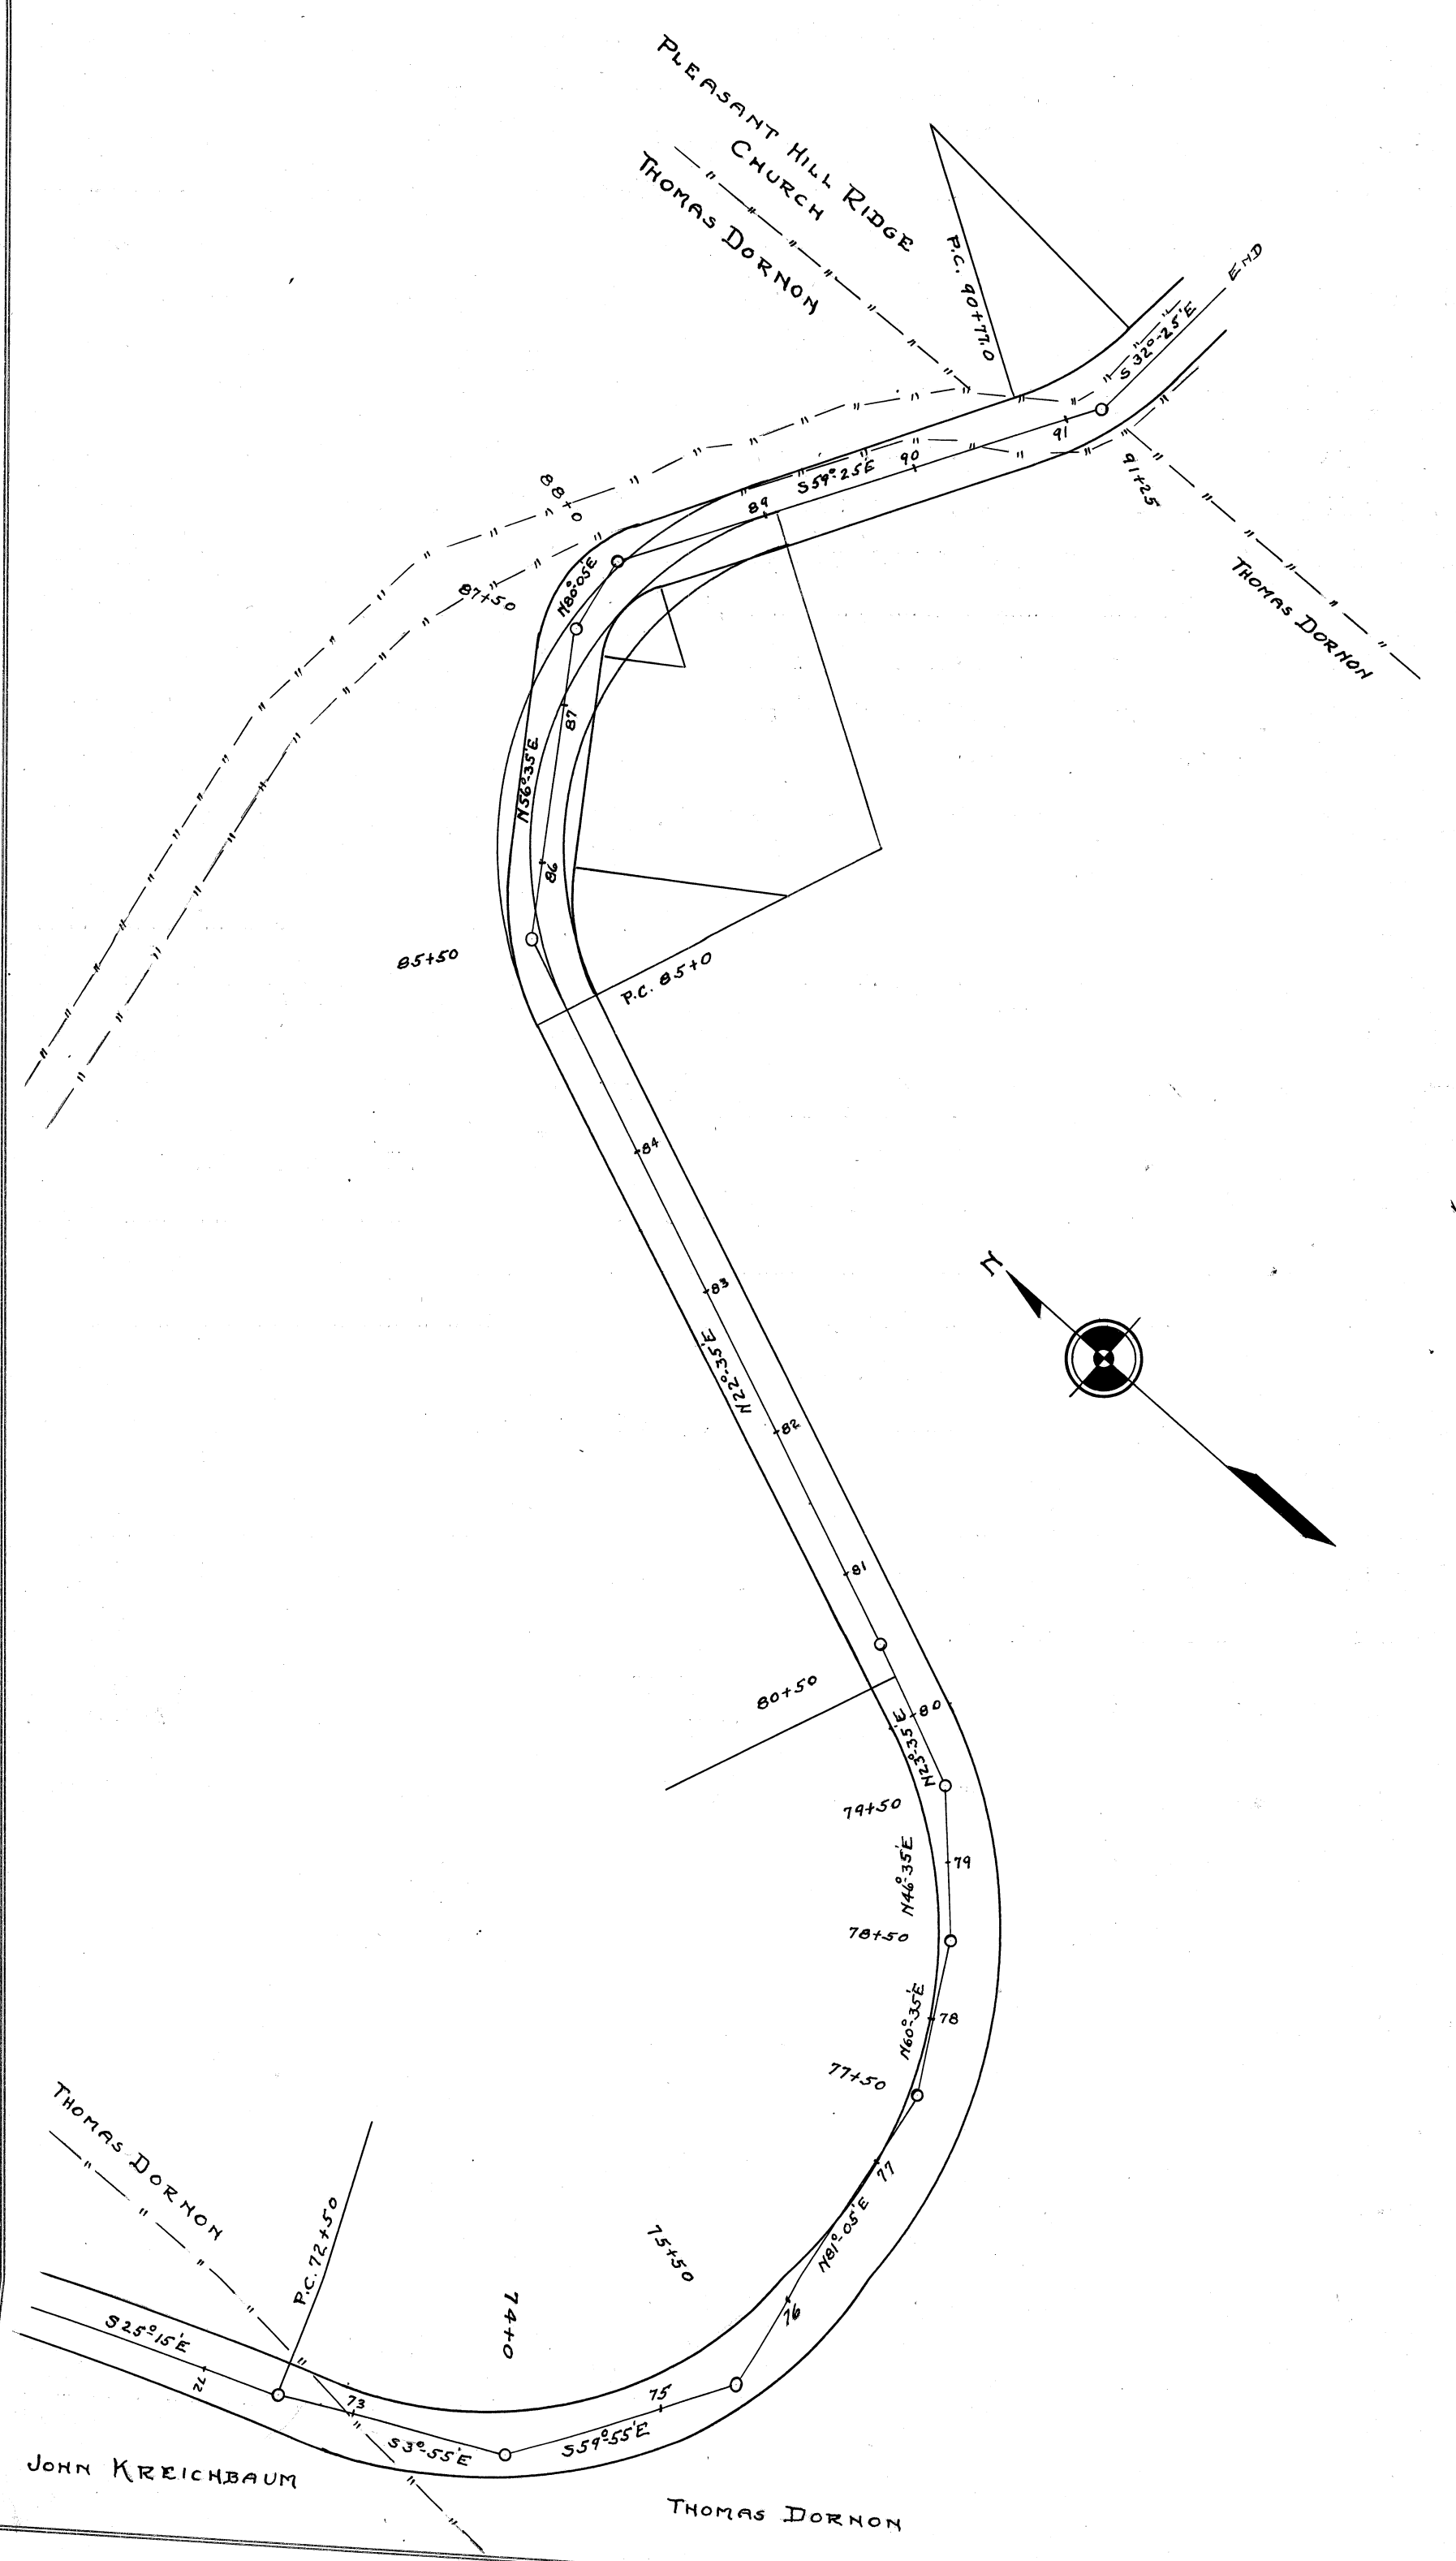 PLEASANT HILL RIDGE
CHURCH
THOMAS DORNON
P.C. 90+77.0
END
S 32°-25'E
91
91+25
90
S59°-25'E
89
88+0
N80°-05'E
87+50
THOMAS DORNON
87
N56°-35'E
86
85+50
P.C. 85+0
84
83
N22°-35'E
82
81
N
80+50
80
N23°-35'E
79+50
79
N46°-35'E
78+50
78
N60°-35'E
77+50
77
N81°-05'E
76
75+50
75
S59°-55'E
74+0
THOMAS DORNON
P.C. 72+50
S25°-15'E
72
73
S3°-55'E
JOHN KREICHBAUM
THOMAS DORNON